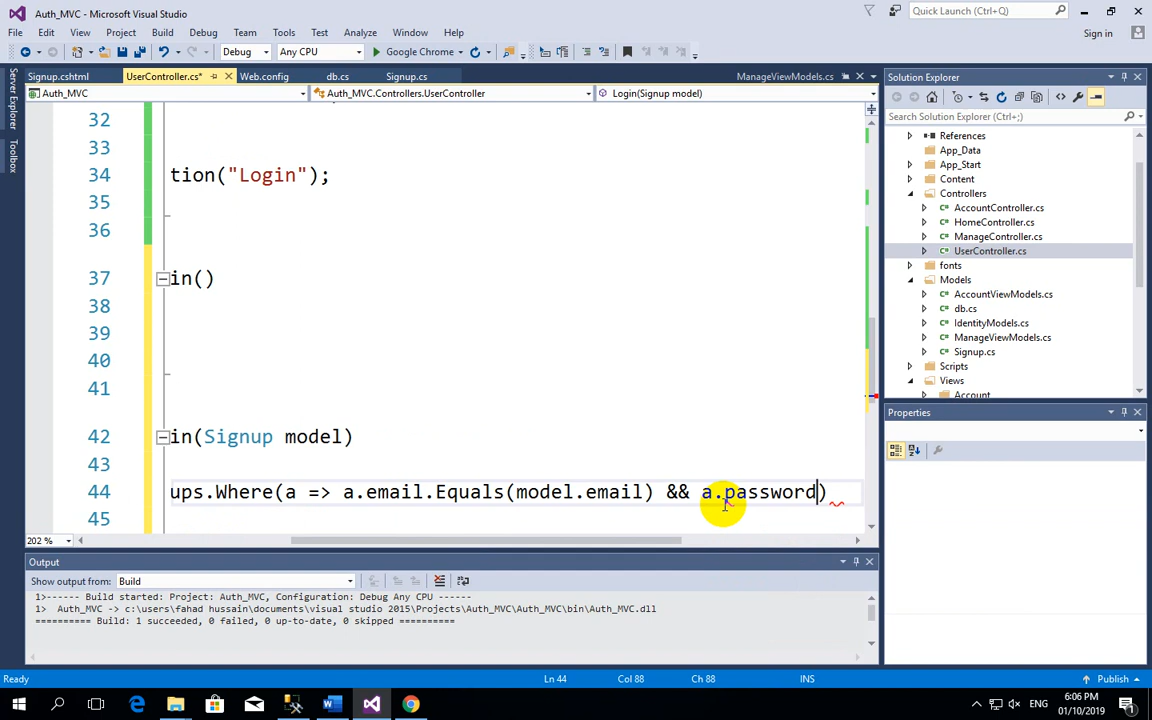 Auth_MVC - Microsoft Visual Studio
Quick Launch (Ctrl+Q)
File Edit View Project Build Debug Team Tools Test Analyze Window Help
Sign in
Debug Any CPU Google Chrome
Signup.cshtml UserController.cs* Web.config db.cs Signup.cs ManageViewModels.cs
Auth_MVC Auth_MVC.Controllers.UserController Login(Signup model)
Server Explorer
Toolbox
32
33
34 tion("Login");
35
36
37 in()
38
39
40
41
42 in(Signup model)
43
44 ups.Where(a => a.email.Equals(model.email) && a.password)
45
202 %
Output
Show output from: Build
1>------ Build started: Project: Auth_MVC, Configuration: Debug Any CPU ------
1> Auth_MVC -> c:\users\fahad hussain\documents\visual studio 2015\Projects\Auth_MVC\Auth_MVC\bin\Auth_MVC.dll
========== Build: 1 succeeded, 0 failed, 0 up-to-date, 0 skipped ==========
Solution Explorer
Search Solution Explorer (Ctrl+;)
References
App_Data
App_Start
Content
Controllers
AccountController.cs
HomeController.cs
ManageController.cs
UserController.cs
fonts
Models
AccountViewModels.cs
db.cs
IdentityModels.cs
ManageViewModels.cs
Signup.cs
Scripts
Views
Account
Properties
Ready Ln 44 Col 88 Ch 88 INS Publish
6:06 PM
01/10/2019